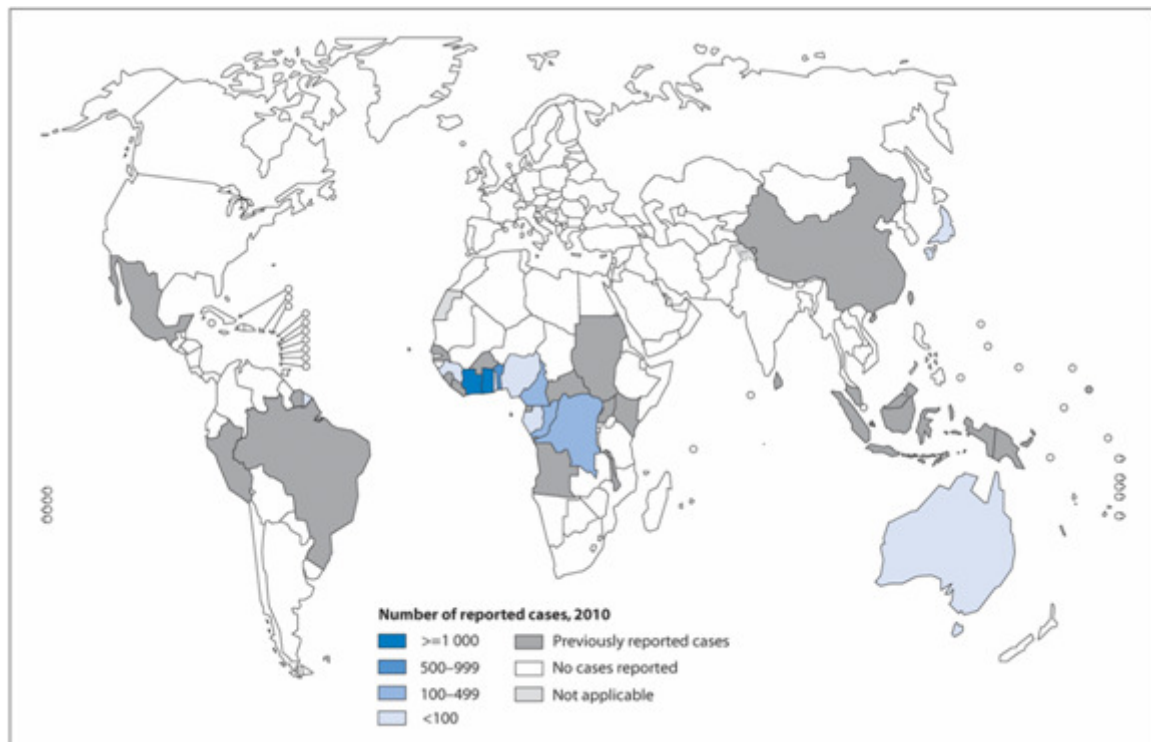 Number of reported cases, 2010
>=1 000
Previously reported cases
500–999
No cases reported
100–499
Not applicable
<100